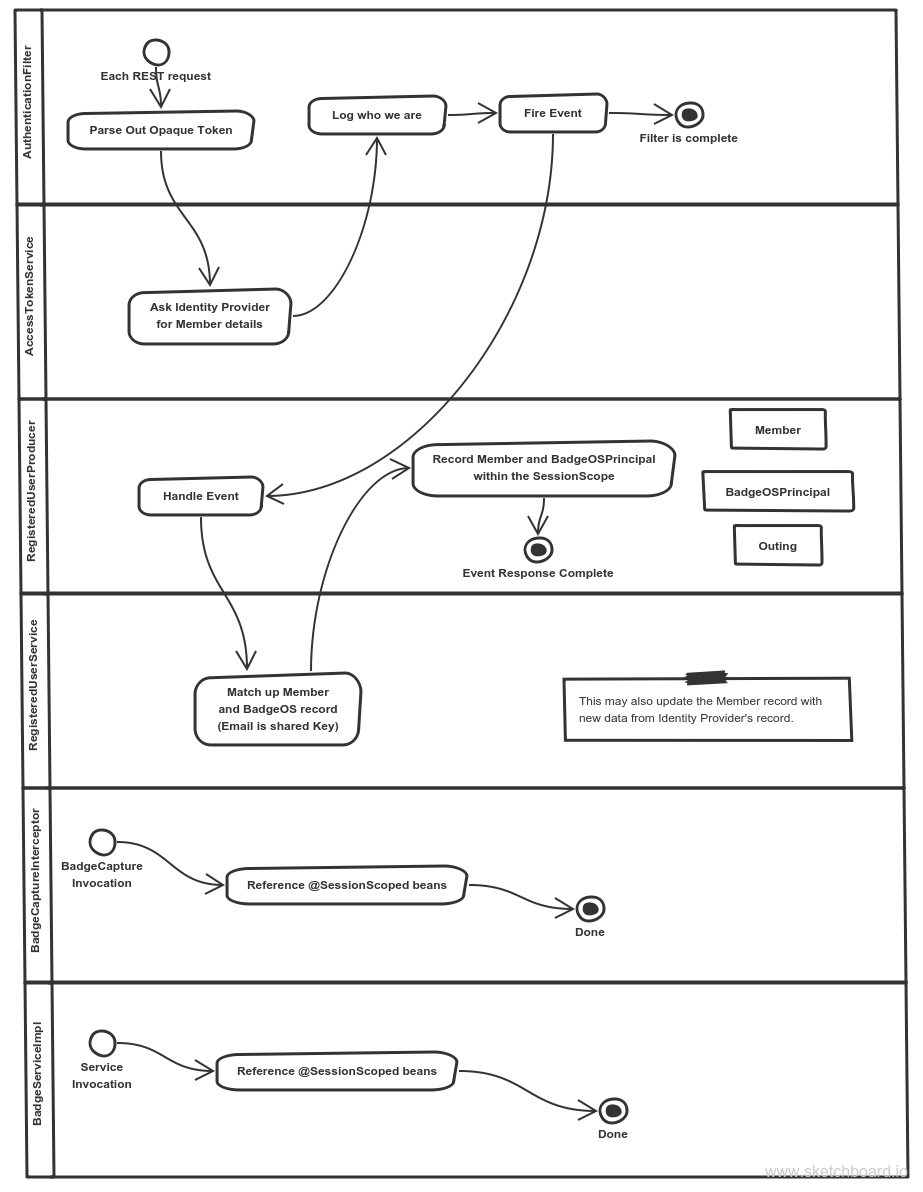 AuthenticationFilter
Each REST request
Parse Out Opaque Token
Log who we are
Fire Event
Filter is complete
AccessTokenService
Ask Identity Provider
for Member details
RegisteredUserProducer
Handle Event
Record Member and BadgeOSPrincipal
within the SessionScope
Event Response Complete
Member
BadgeOSPrincipal
Outing
RegisteredUserService
Match up Member
and BadgeOS record
(Email is shared Key)
This may also update the Member record with
new data from Identity Provider's record.
BadgeCaptureInterceptor
BadgeCapture
Invocation
Reference @SessionScoped beans
Done
BadgeServiceImpl
Service
Invocation
Reference @SessionScoped beans
Done
www.sketchboard.io